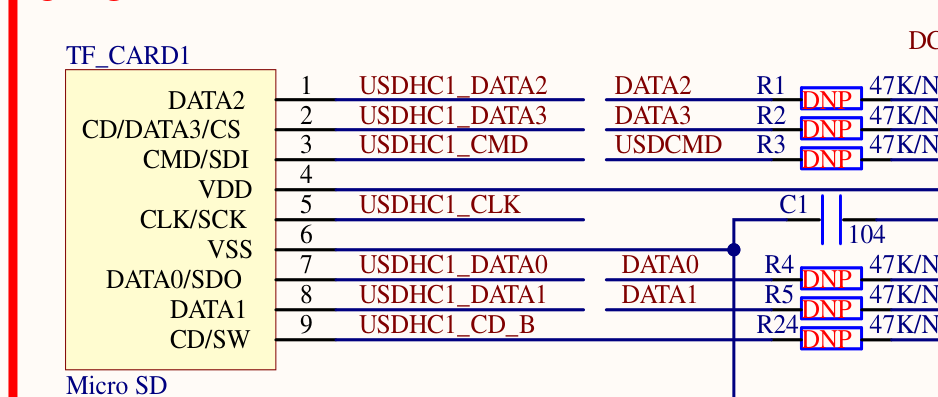 DC
TF_CARD1
DATA2 1 USDHC1_DATA2 DATA2 R1 DNP 47K/N
CD/DATA3/CS 2 USDHC1_DATA3 DATA3 R2 DNP 47K/N
CMD/SDI 3 USDHC1_CMD USDCMD R3 DNP 47K/N
VDD 4
CLK/SCK 5 USDHC1_CLK C1
VSS 6 104
DATA0/SDO 7 USDHC1_DATA0 DATA0 R4 DNP 47K/N
DATA1 8 USDHC1_DATA1 DATA1 R5 DNP 47K/N
CD/SW 9 USDHC1_CD_B R24 DNP 47K/N
Micro SD